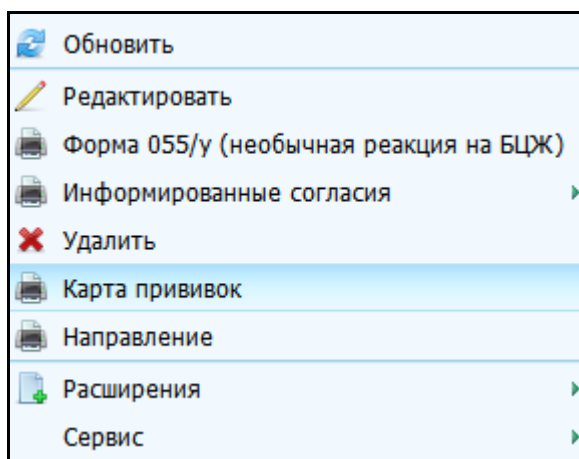 Обновить
Редактировать
Форма 055/у (необычная реакция на БЦЖ)
Информированные согласия
Удалить
Карта прививок
Направление
Расширения
Сервис